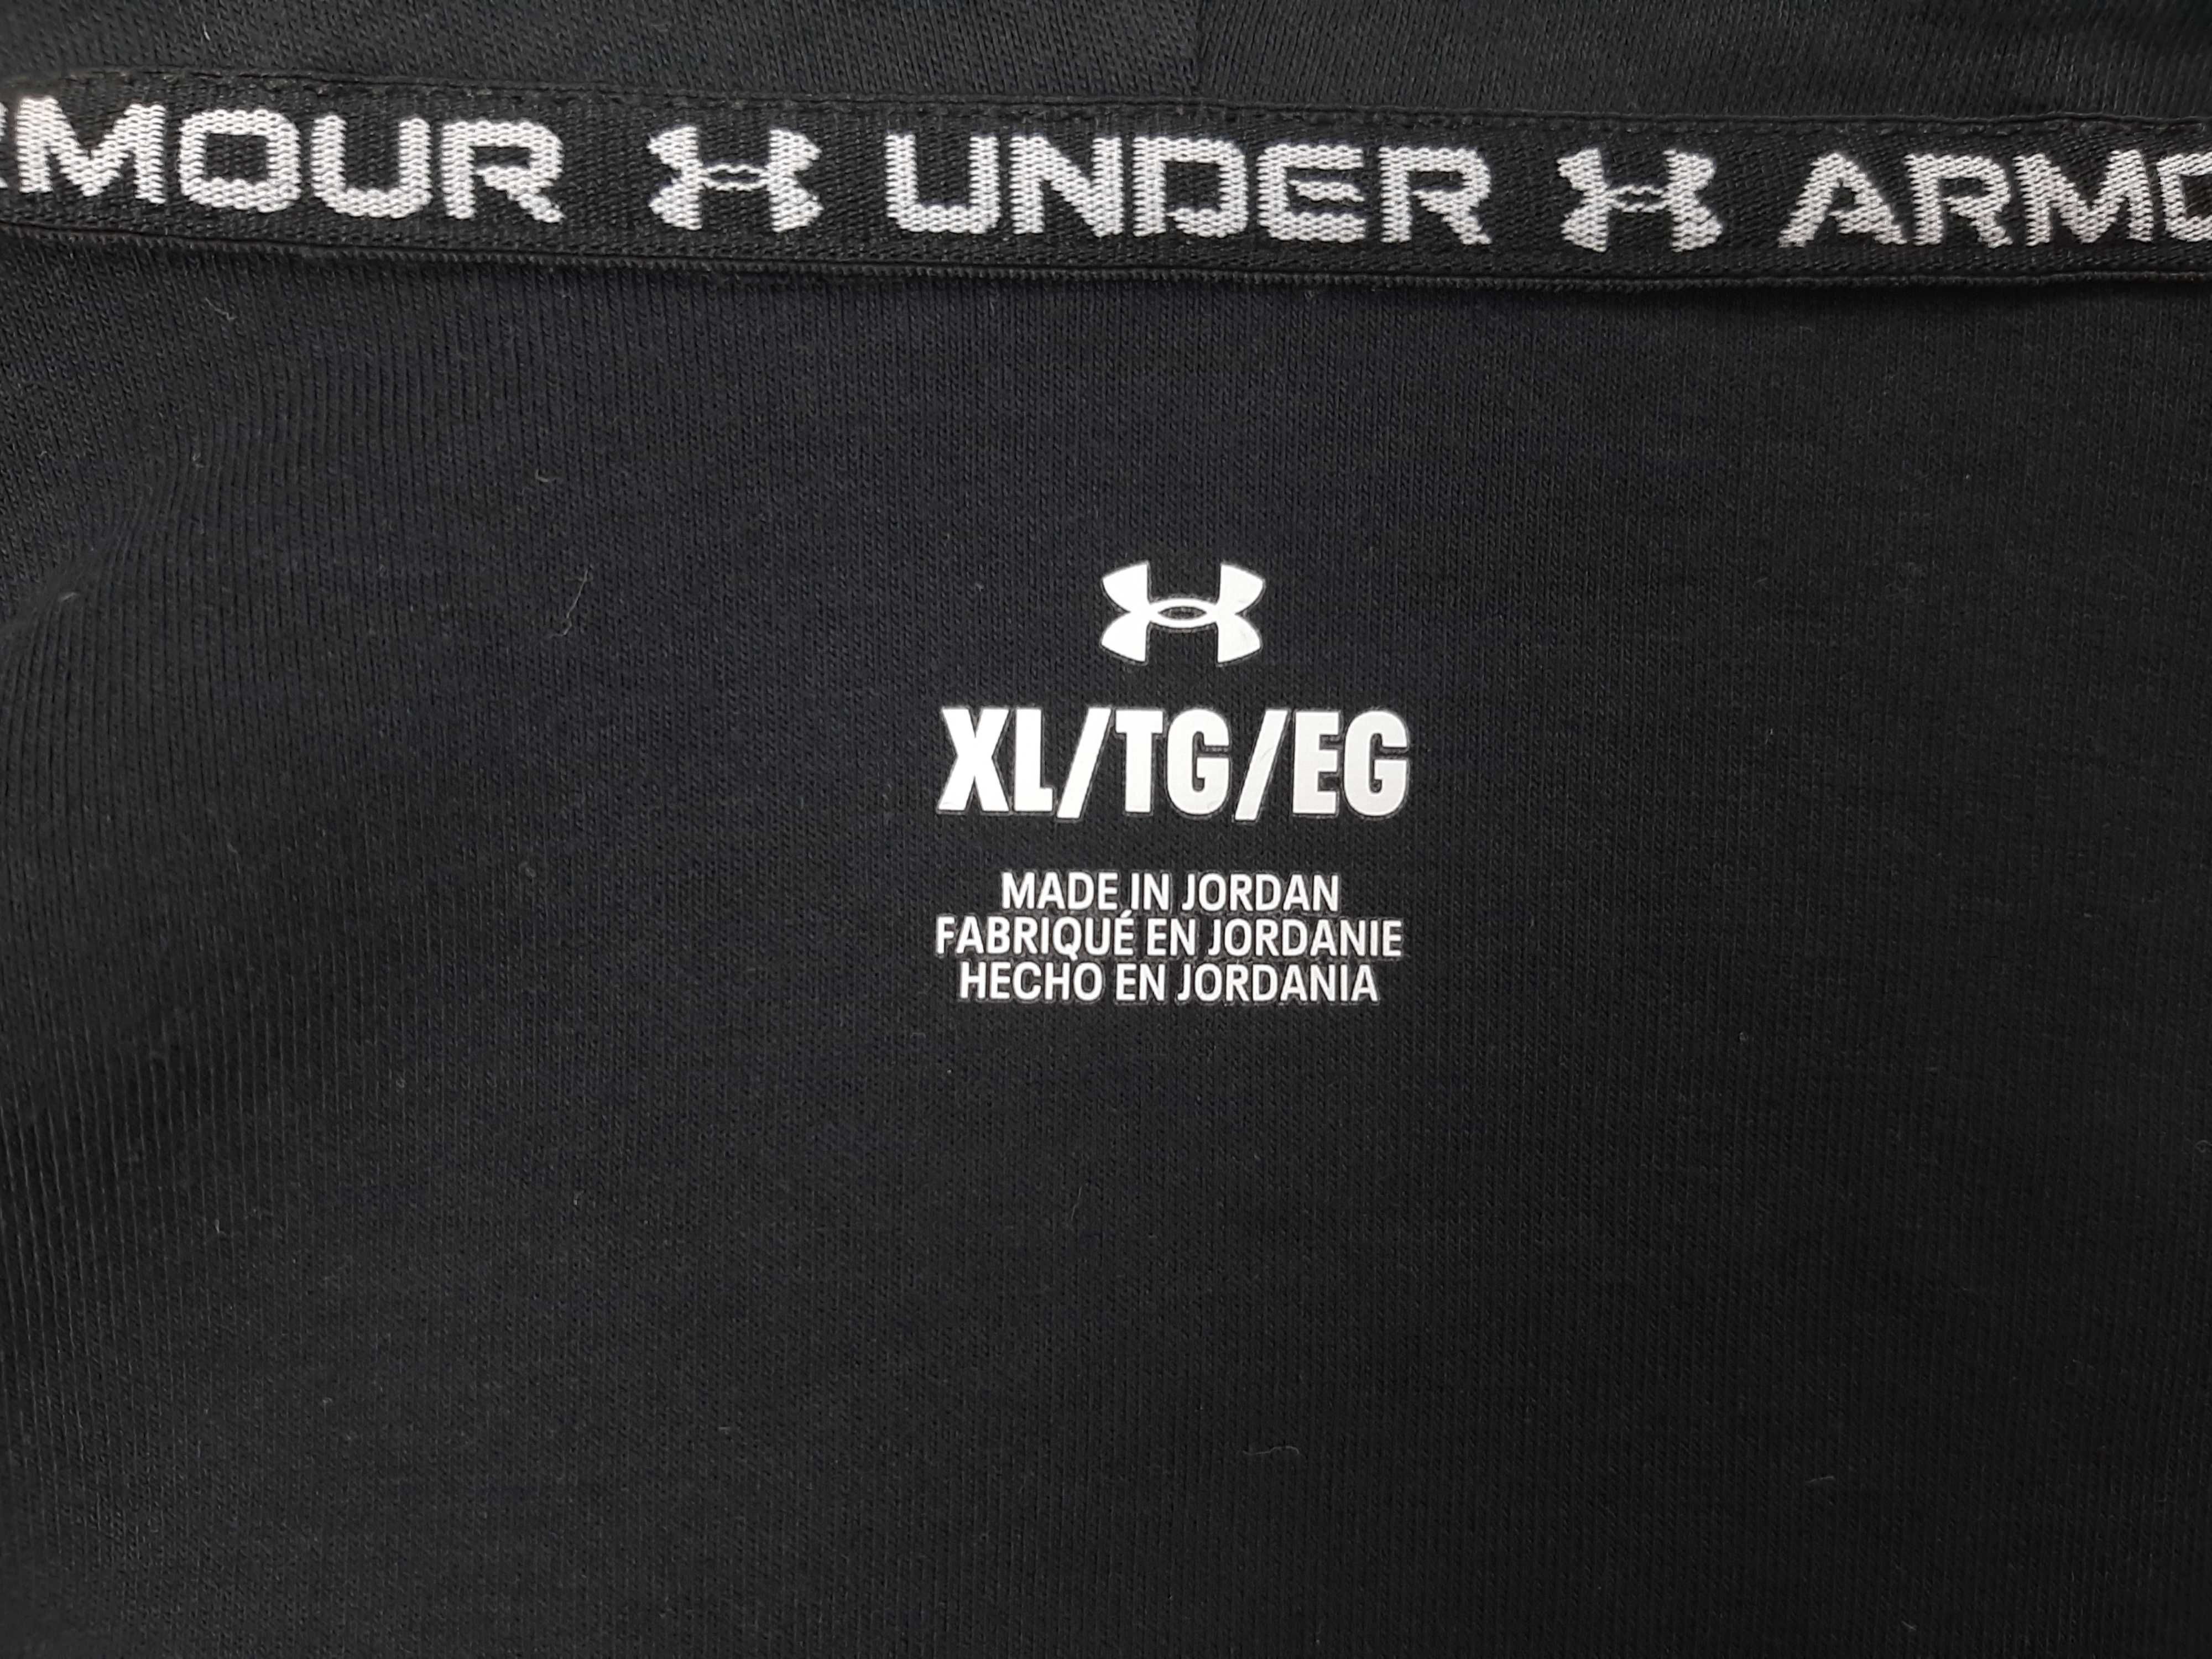 RMOUR UNDER ARMO
XL/TG/EG
MADE IN JORDAN
FABRIQUÉ EN JORDANIE
HECHO EN JORDANIA